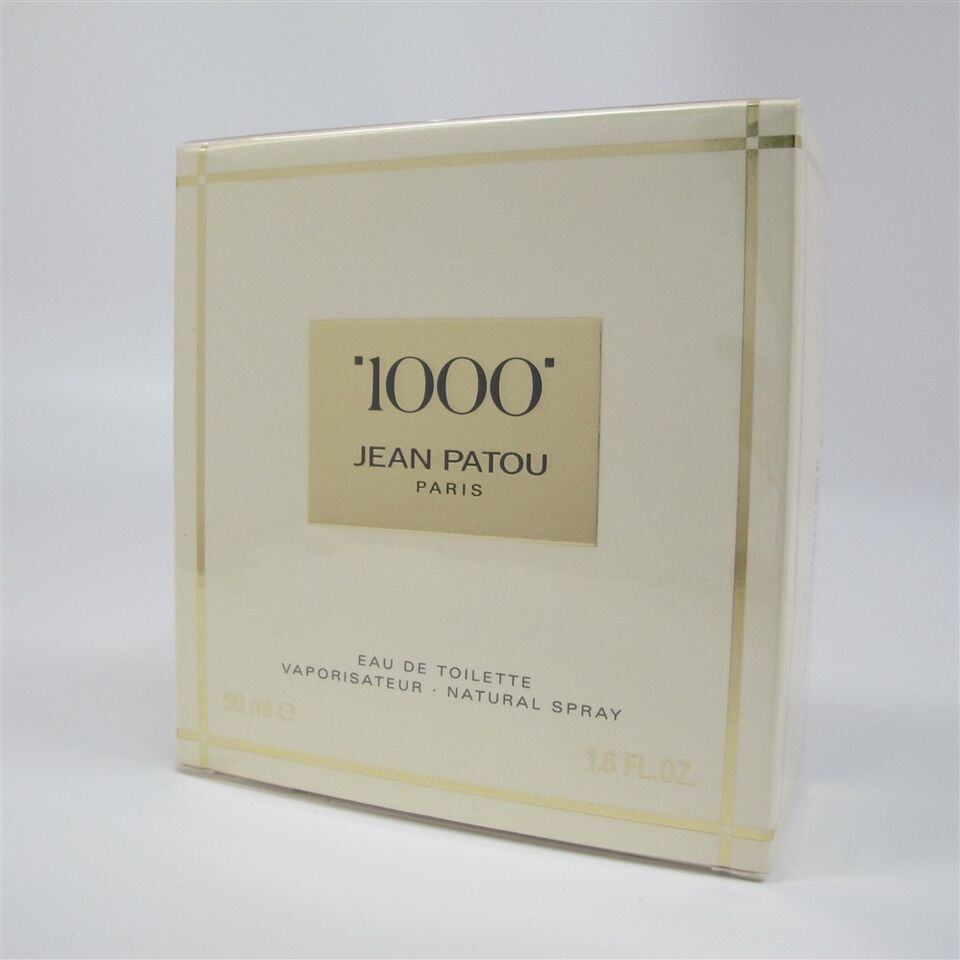 "1000"
JEAN PATOU
PARIS
EAU DE TOILETTE
VAPORISATEUR · NATURAL SPRAY
50 ml ℮
1.6 FL.OZ.